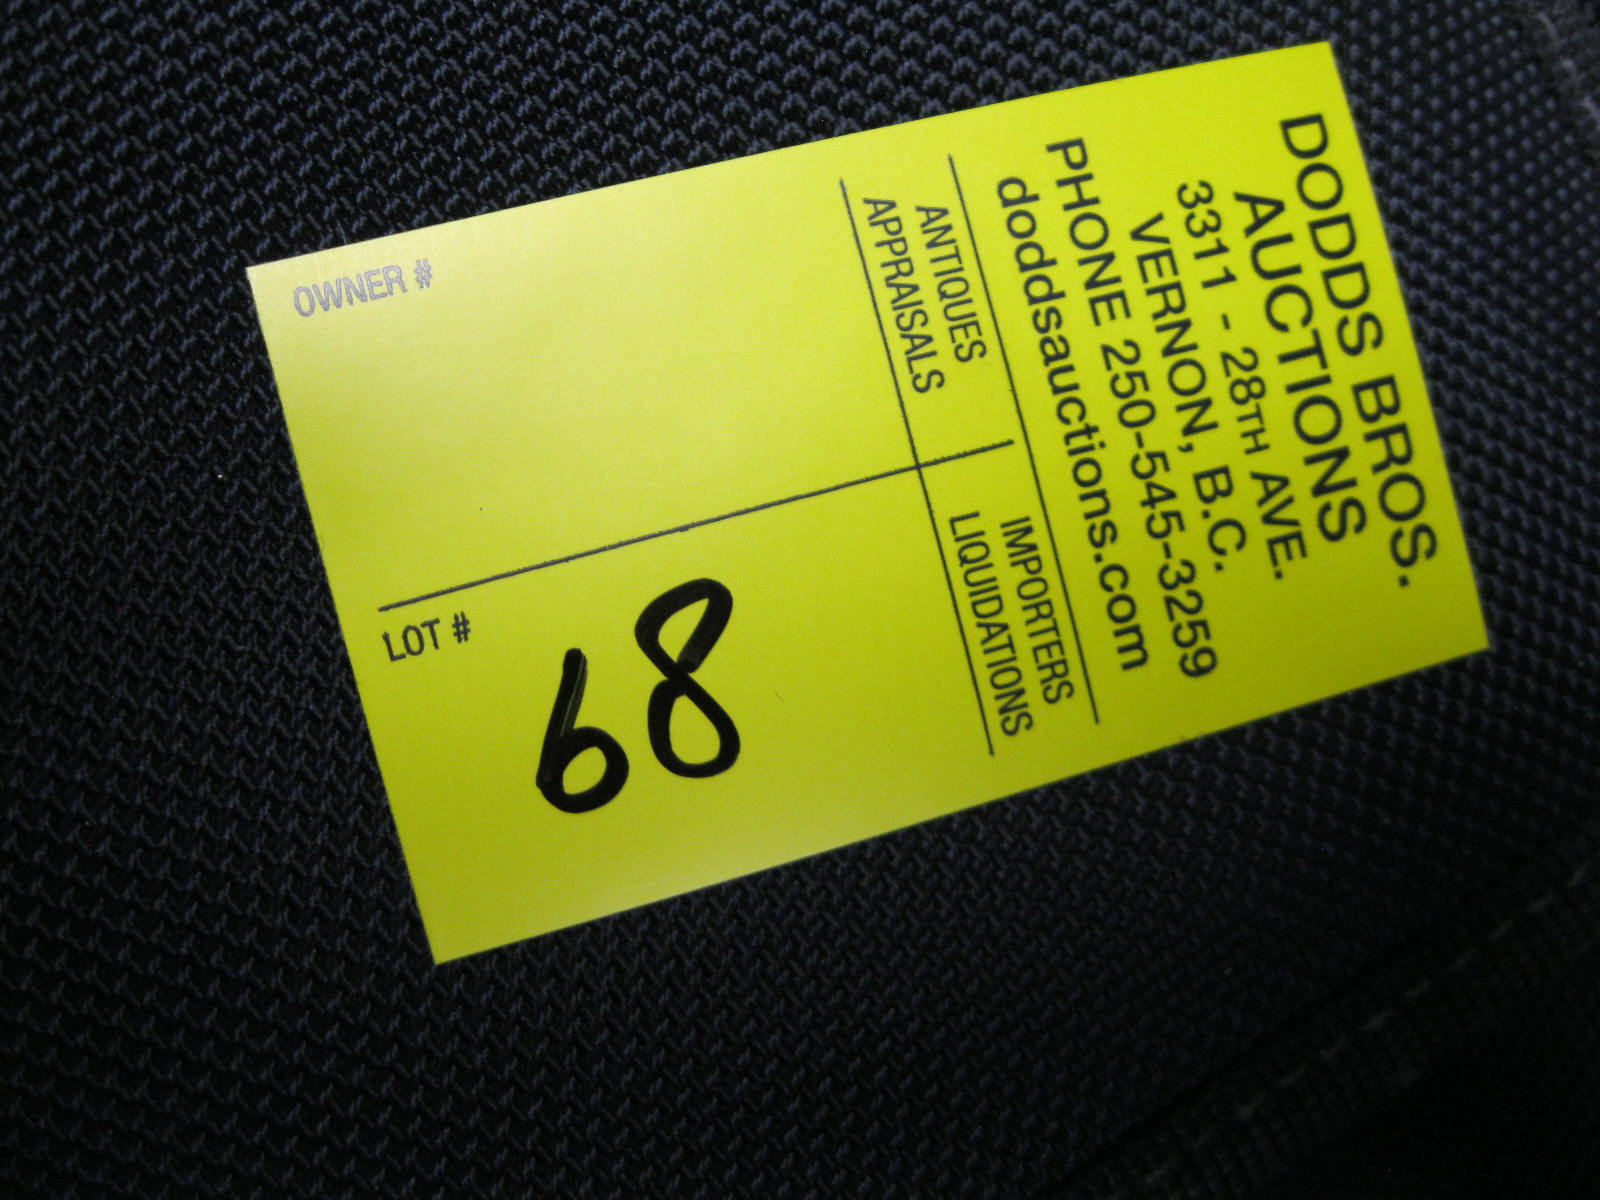 DODDS BROS.
AUCTIONS
3311 - 28TH AVE.
VERNON, B.C.
PHONE 250-545-3259
doddsauctions.com
ANTIQUES
APPRAISALS
IMPORTERS
LIQUIDATIONS
OWNER #
LOT #
68